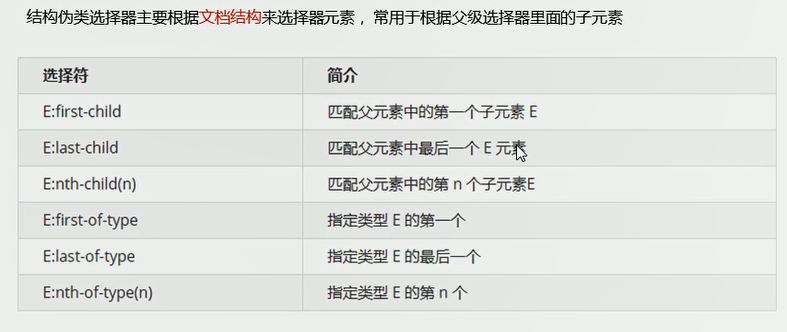 结构伪类选择器主要根据文档结构来选择器元素 ，常用于根据父级选择器里面的子元素
选择符 简介
E:first-child 匹配父元素中的第一个子元素 E
E:last-child 匹配父元素中最后一个 E 元素
E:nth-child(n) 匹配父元素中的第 n 个子元素E
E:first-of-type 指定类型 E 的第一个
E:last-of-type 指定类型 E 的最后一个
E:nth-of-type(n) 指定类型 E 的第 n 个